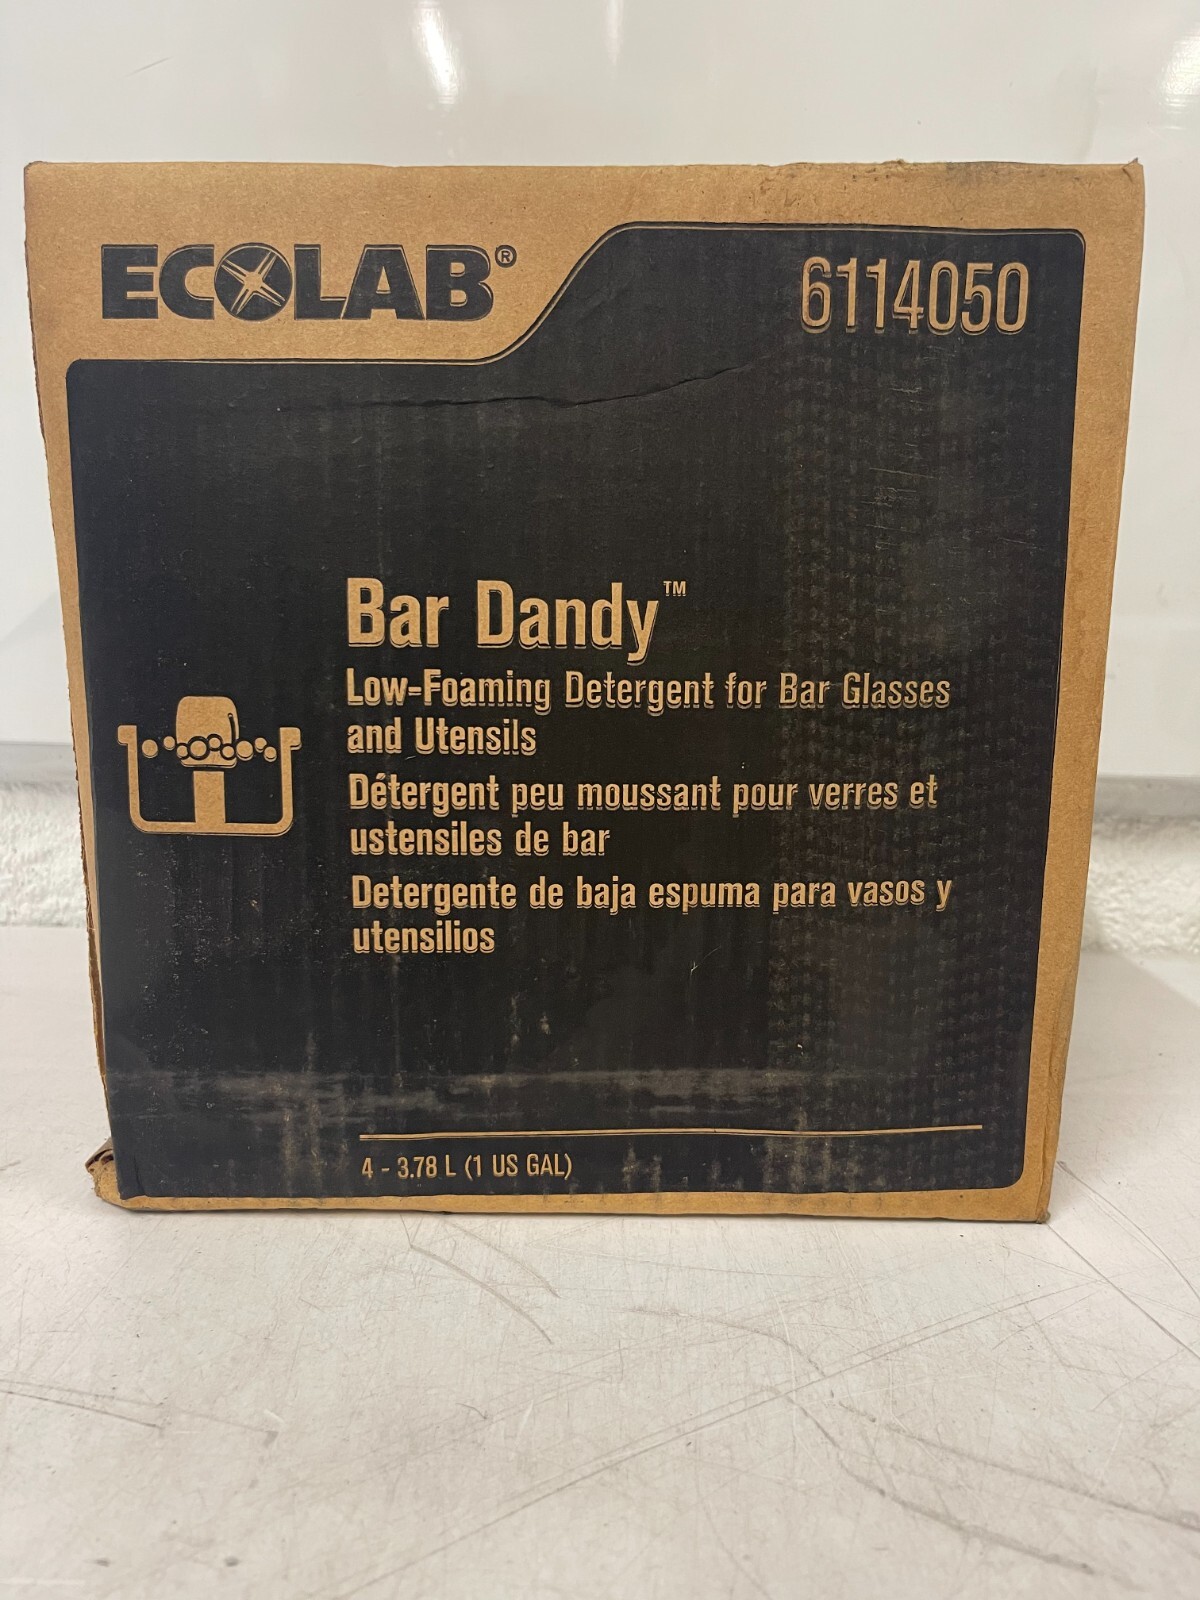 ECOLAB®
6114050
Bar Dandy™
Low-Foaming Detergent for Bar Glasses
and Utensils
Détergent peu moussant pour verres et
ustensiles de bar
Detergente de baja espuma para vasos y
utensilios
4 - 3.78 L (1 US GAL)